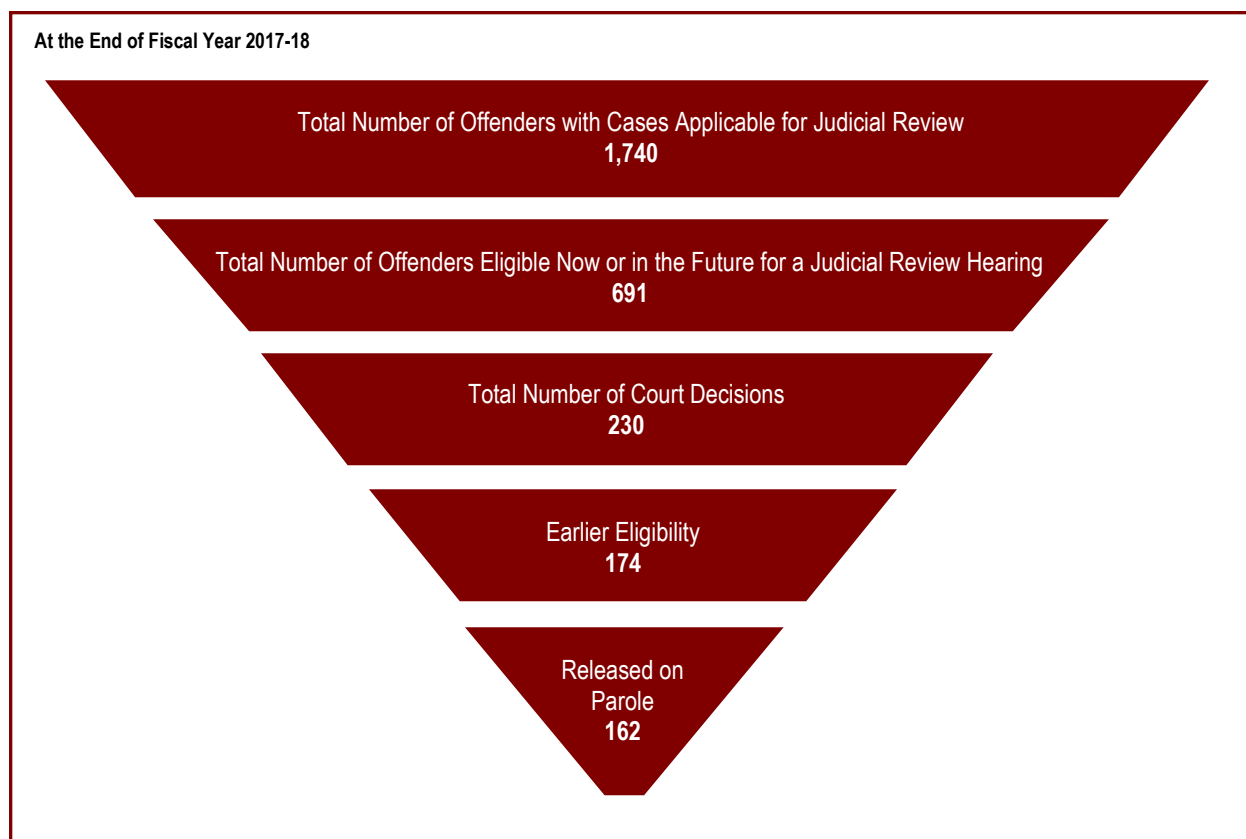 At the End of Fiscal Year 2017-18
Total Number of Offenders with Cases Applicable for Judicial Review
1,740
Total Number of Offenders Eligible Now or in the Future for a Judicial Review Hearing
691
Total Number of Court Decisions
230
Earlier Eligibility
174
Released on
Parole
162